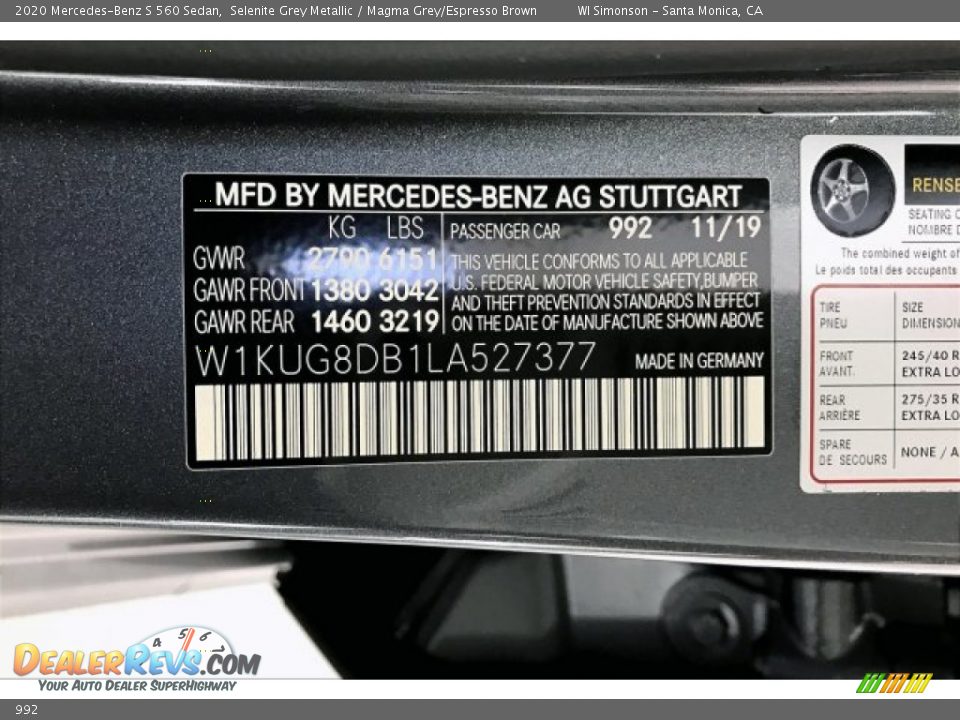 2020 Mercedes-Benz S 560 Sedan, Selenite Grey Metallic / Magma Grey/Espresso Brown WI Simonson - Santa Monica, CA
MFD BY MERCEDES-BENZ AG STUTTGART
KG LBS
GVWR 2790 6151
GAWR FRONT 1380 3042
GAWR REAR 1460 3219
PASSENGER CAR 992 11/19
THIS VEHICLE CONFORMS TO ALL APPLICABLE
U.S. FEDERAL MOTOR VEHICLE SAFETY,BUMPER
AND THEFT PREVENTION STANDARDS IN EFFECT
ON THE DATE OF MANUFACTURE SHOWN ABOVE
W1KUG8DB1LA527377 MADE IN GERMANY
RENSE
SEATING C
NOMBRE D
The combined weight of
Le poids total des occupants
TIRE SIZE
PNEU DIMENSION
FRONT 245/40 R
AVANT. EXTRA LO
REAR 275/35 R
ARRIÈRE EXTRA LO
SPARE NONE / A
DE SECOURS
4 5 6 7
DEALERREVS.COM
YOUR AUTO DEALER SUPERHIGHWAY
992